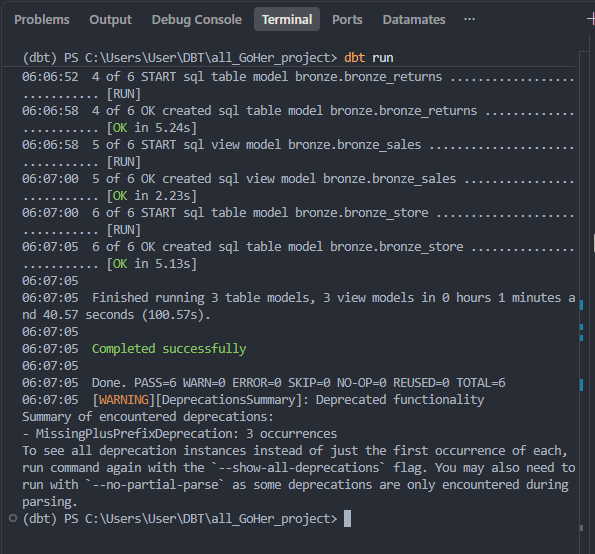 Problems Output Debug Console Terminal Ports Datamates ...
(dbt) PS C:\Users\User\DBT\all_GoHer_project> dbt run
06:06:52  4 of 6 START sql table model bronze.bronze_returns ..................
........... [RUN]
06:06:58  4 of 6 OK created sql table model bronze.bronze_returns .............
........... [OK in 5.24s]
06:06:58  5 of 6 START sql view model bronze.bronze_sales .....................
........... [RUN]
06:07:00  5 of 6 OK created sql view model bronze.bronze_sales ................
........... [OK in 2.23s]
06:07:00  6 of 6 START sql table model bronze.bronze_store ....................
........... [RUN]
06:07:05  6 of 6 OK created sql table model bronze.bronze_store ...............
........... [OK in 5.13s]
06:07:05
06:07:05  Finished running 3 table models, 3 view models in 0 hours 1 minutes a
nd 40.57 seconds (100.57s).
06:07:05
06:07:05  Completed successfully
06:07:05
06:07:05  Done. PASS=6 WARN=0 ERROR=0 SKIP=0 NO-OP=0 REUSED=0 TOTAL=6
06:07:05  [WARNING][DeprecationsSummary]: Deprecated functionality
Summary of encountered deprecations:
- MissingPlusPrefixDeprecation: 3 occurrences
To see all deprecation instances instead of just the first occurrence of each,
run command again with the `--show-all-deprecations` flag. You may also need to
run with `--no-partial-parse` as some deprecations are only encountered during
parsing.
(dbt) PS C:\Users\User\DBT\all_GoHer_project>